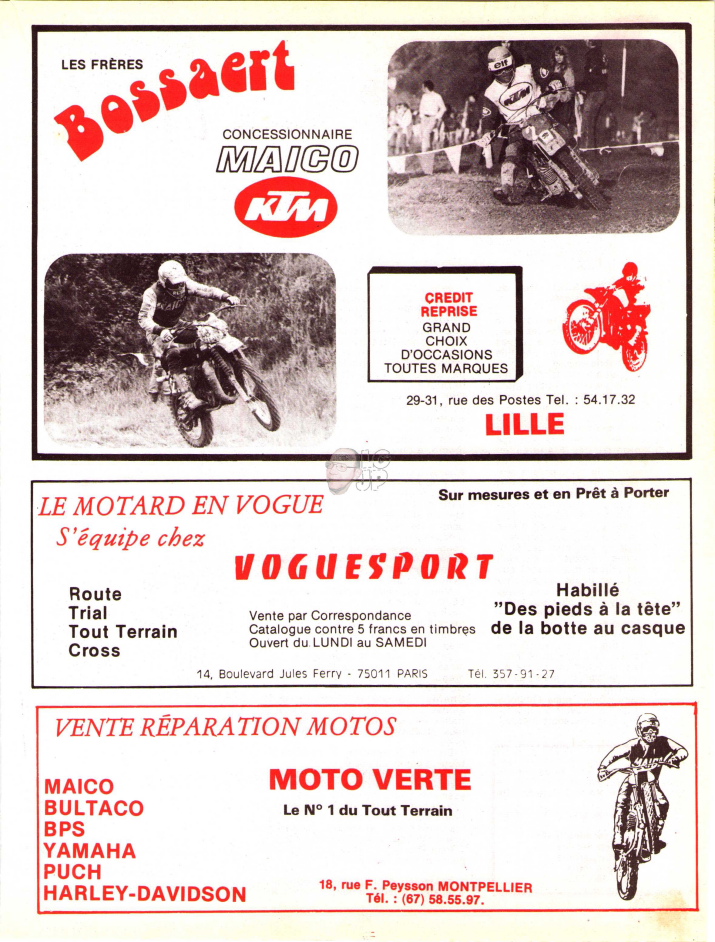 LES FRÈRES
Bossaert
CONCESSIONNAIRE
MAICO
KTM
elf
KTM
CREDIT
REPRISE
GRAND
CHOIX
D'OCCASIONS
TOUTES MARQUES
29-31, rue des Postes Tel. : 54.17.32
LILLE
LE MOTARD EN VOGUE
S'équipe chez
Sur mesures et en Prêt à Porter
VOGUESPORT
Route
Trial
Tout Terrain
Cross
Vente par Correspondance
Catalogue contre 5 francs en timbres
Ouvert du LUNDI au SAMEDI
Habillé
"Des pieds à la tête"
de la botte au casque
14, Boulevard Jules Ferry - 75011 PARIS Tél. 357-91-27
VENTE RÉPARATION MOTOS
MAICO
BULTACO
BPS
YAMAHA
PUCH
HARLEY-DAVIDSON
MOTO VERTE
Le N° 1 du Tout Terrain
MAICO
18, rue F. Peysson MONTPELLIER
Tél. : (67) 58.55.97.